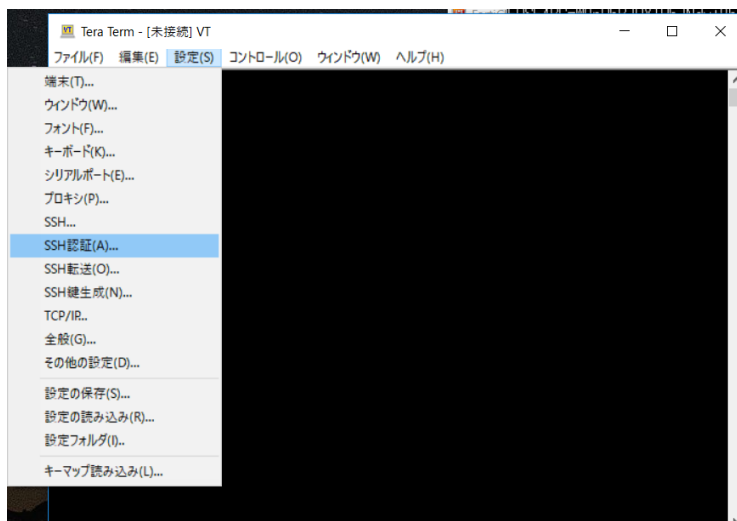 Tera Term - [未接続] VT
ファイル(F) 編集(E) 設定(S) コントロール(O) ウィンドウ(W) ヘルプ(H)
端末(T)...
ウィンドウ(W)...
フォント(F)...
キーボード(K)...
シリアルポート(E)...
プロキシ(P)...
SSH...
SSH認証(A)...
SSH転送(O)...
SSH鍵生成(N)...
TCP/IP...
全般(G)...
その他の設定(D)...
設定の保存(S)...
設定の読み込み(R)...
設定フォルダ(I)..
キーマップ読み込み(L)...